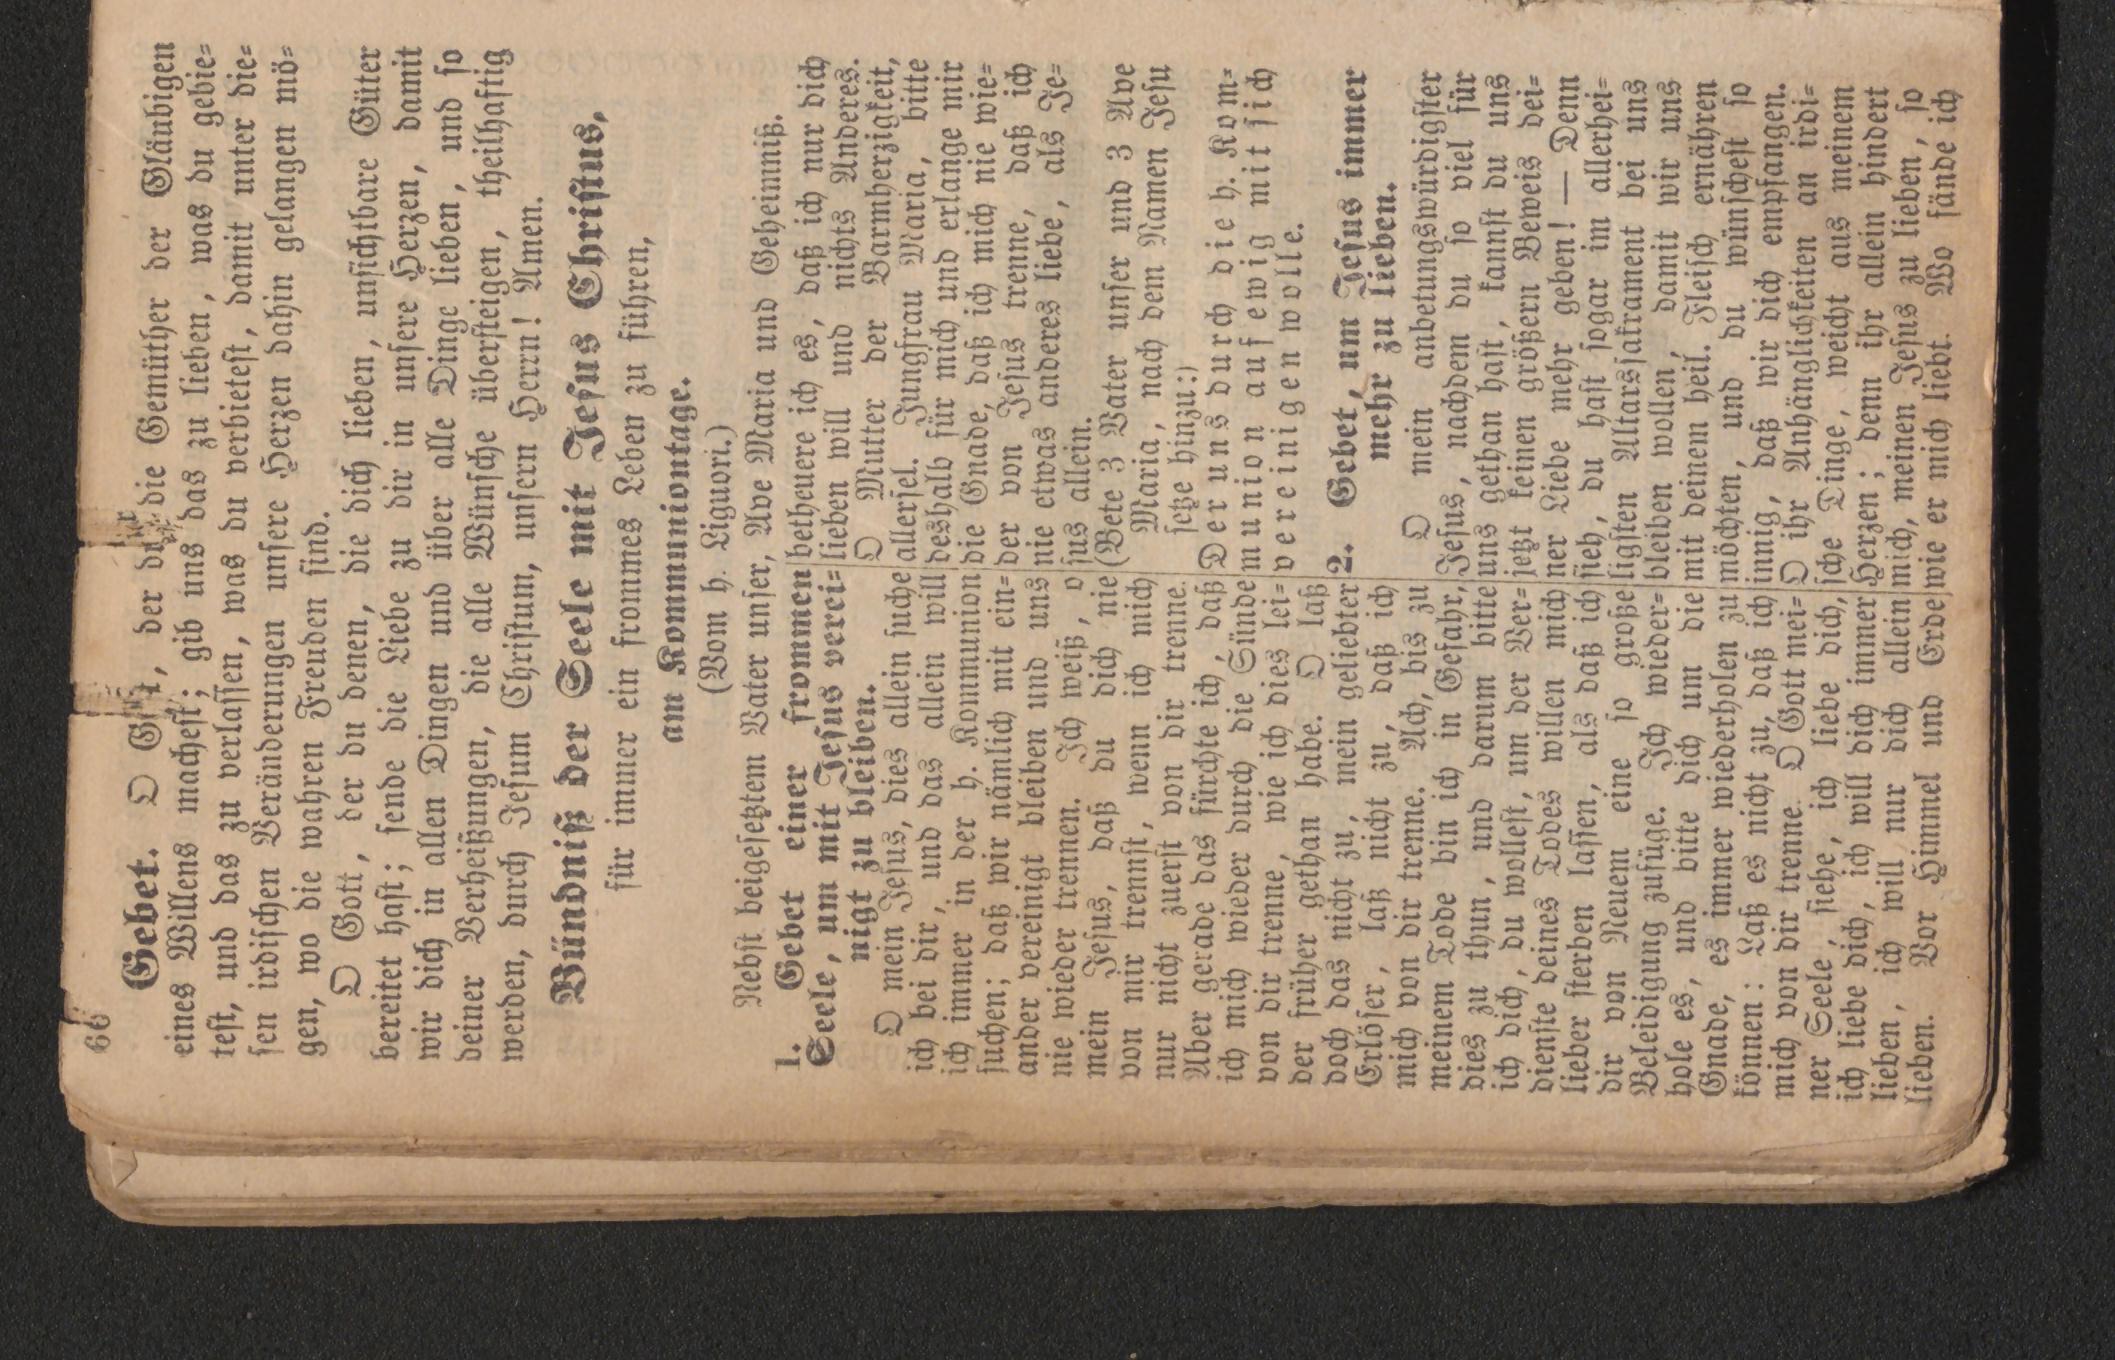 66
Gebet. O Gott, der du die Gemüther der Gläubigen
eines Willens machest; gib uns das zu lieben, was du gebie=
test, und das zu verlassen, was du verbietest, damit unter die=
sen irdischen Veränderungen unsere Herzen dahin gelangen mö=
gen, wo die wahren Freuden sind.
O Gott, der du denen, die dich lieben, unsichtbare Güter
bereitet hast; sende die Liebe zu dir in unsere Herzen, damit
wir dich in allen Dingen und über alle Dinge lieben, und so
deiner Verheißungen, die alle Wünsche übersteigen, theilhaftig
werden, durch Jesum Christum, unsern Herrn! Amen.
Bündniß der Seele mit Jesus Christus,
für immer ein frommes Leben zu führen,
am Kommuniontage.
(Vom h. Liguori.)
Nebst beigesetztem Vater unser, Ave Maria und Geheimniß.
1. Gebet einer frommen
Seele, um mit Jesus verei=
nigt zu bleiben.
O mein Jesus, dies allein suche
ich bei dir, und das allein will
ich immer in der h. Kommunion
suchen; daß wir nämlich mit ein=
ander vereinigt bleiben und uns
nie wieder trennen. Ich weiß, o
mein Jesus, daß du dich nie
von mir trennst, wenn ich mich
nur nicht zuerst von dir trenne.
Aber gerade das fürchte ich, daß
ich mich wieder durch die Sünde
von dir trenne, wie ich dies lei=
der früher gethan habe. O laß
doch das nicht zu, mein geliebter
Erlöser, laß nicht zu, daß ich
mich von dir trenne. Ach, bis zu
meinem Tode bin ich in Gefahr,
dies zu thun, und darum bitte
ich dich, du wollest, um der Ver=
dienste deines Todes willen mich
lieber sterben lassen, als daß ich
dir von Neuem eine so große
Beleidigung zufüge. Ich wieder=
hole es, und bitte dich um die
Gnade, es immer wiederholen zu
können: Laß es nicht zu, daß ich
mich von dir trenne. O Gott mei=
ner Seele, siehe, ich liebe dich,
ich liebe dich, ich will dich immer
lieben, ich will nur dich allein
lieben. Vor Himmel und Erde
betheuere ich es, daß ich nur dich
lieben will und nichts Anderes.
O Mutter der Barmherzigkeit,
allersel. Jungfrau Maria, bitte
deshalb für mich und erlange mir
die Gnade, daß ich mich nie wie=
der von Jesus trenne, daß ich
nie etwas anderes liebe, als Je=
sus allein.
(Bete 3 Vater unser und 3 Ave
Maria, nach dem Namen Jesu
setze hinzu:)
Der uns durch die h. Kom=
munion auf ewig mit sich
vereinigen wolle.
2. Gebet, um Jesus immer
mehr zu lieben.
O mein anbetungswürdigster
Jesus, nachdem du so viel für
uns gethan hast, kannst du uns
jetzt keinen größern Beweis dei=
ner Liebe mehr geben! — Denn
sieh, du hast sogar im allerhei=
ligsten Altarssakrament bei uns
bleiben wollen, damit wir uns
mit deinem heil. Fleisch ernähren
möchten, und du wünschest so
innig, daß wir dich empfangen.
O ihr Anhänglichkeiten an irdi=
sche Dinge, weicht aus meinem
Herzen; denn ihr allein hindert
mich, meinen Jesus zu lieben, so
wie er mich liebt. Wo fände ich